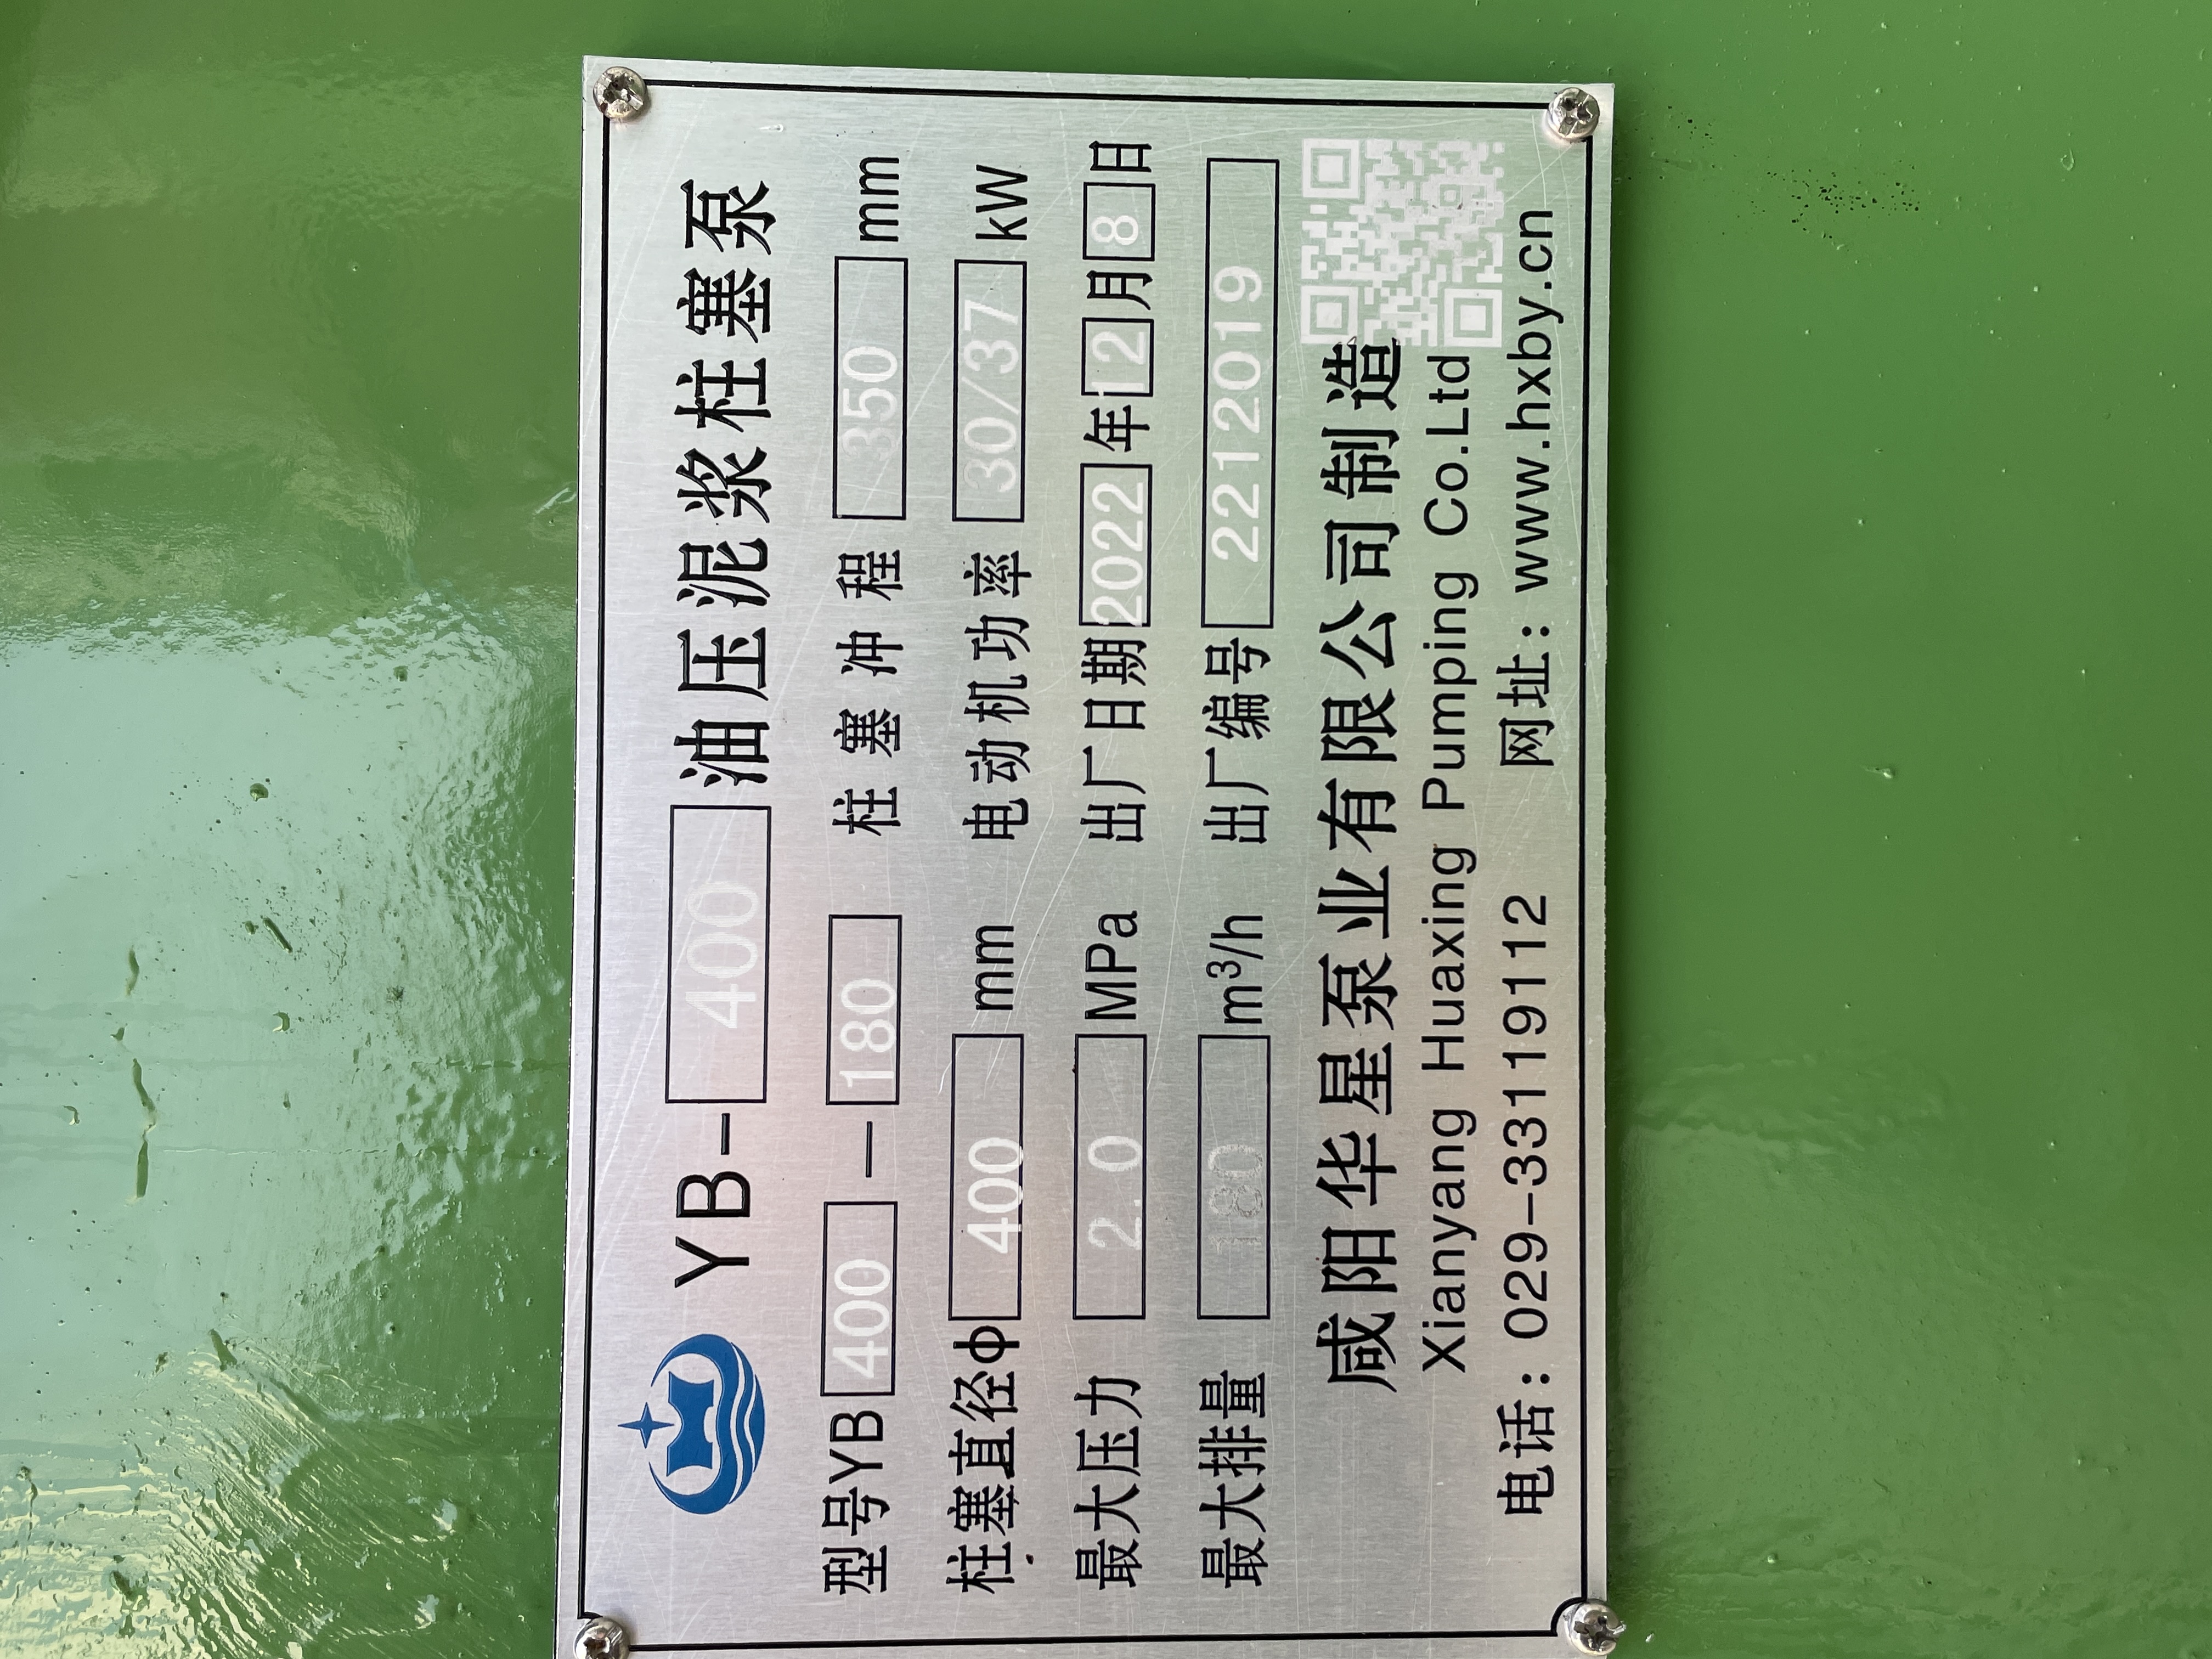 YB-400油压泥浆柱塞泵
型号YB 400 — 180 柱塞冲程 350 mm
柱塞直径ф 400 mm 电动机功率 30/37 kW
最大压力 2.0 MPa 出厂日期 2022 年 12 月 8 日
最大排量 180 m³/h 出厂编号 2212019
咸阳华星泵业有限公司制造
Xianyang Huaxing Pumping Co.Ltd
电话：029-33119112 网址：www.hxby.cn